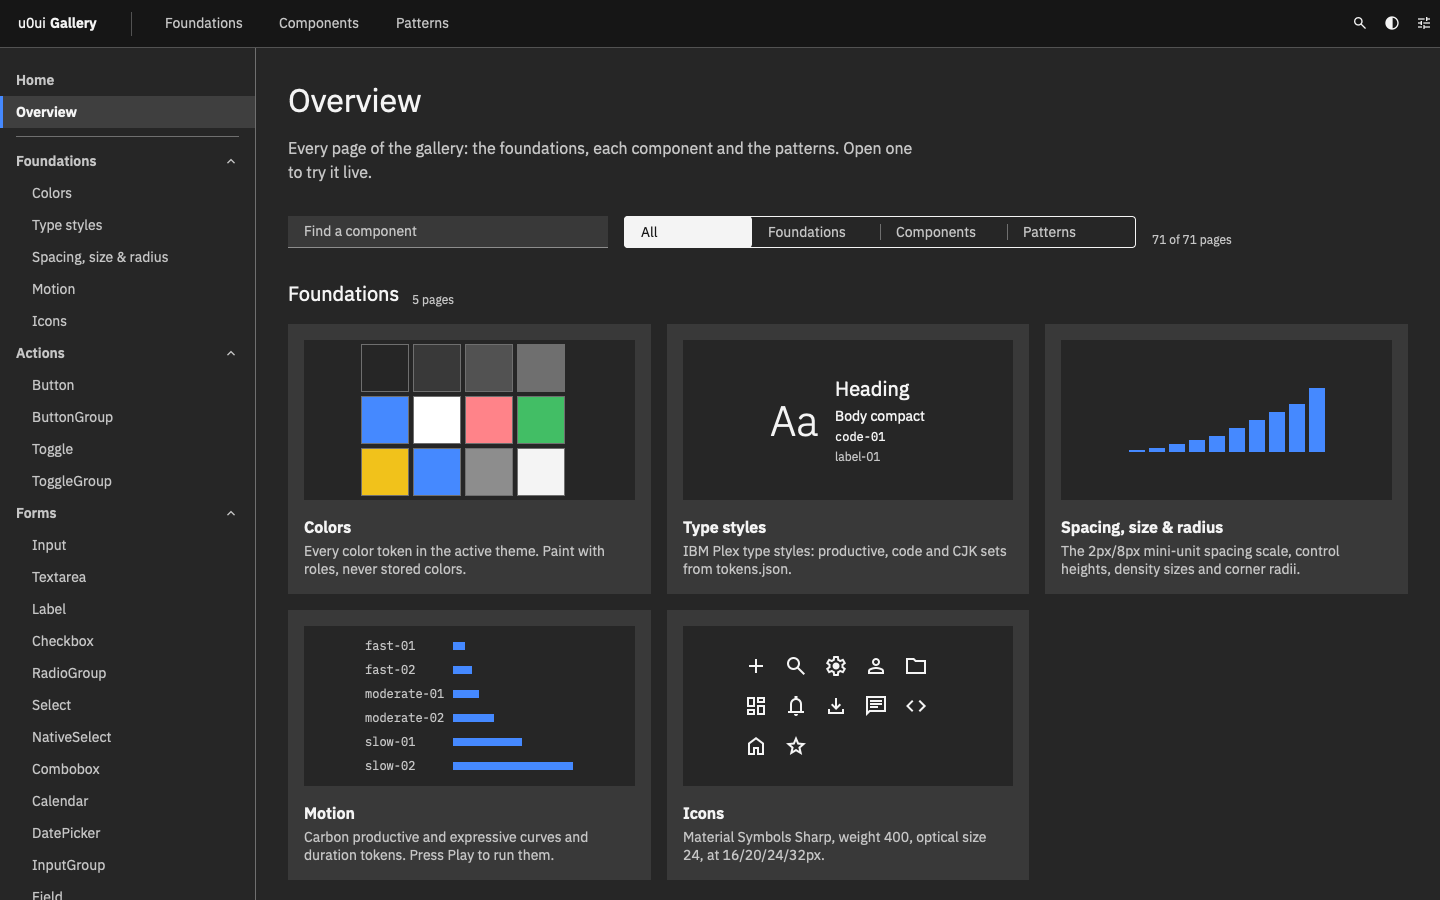 u0ui Gallery
Foundations
Components
Patterns
Home
Overview
Foundations
Colors
Type styles
Spacing, size & radius
Motion
Icons
Actions
Button
ButtonGroup
Toggle
ToggleGroup
Forms
Input
Textarea
Label
Checkbox
RadioGroup
Select
NativeSelect
Combobox
Calendar
DatePicker
InputGroup
Field
Overview
Every page of the gallery: the foundations, each component and the patterns. Open one
to try it live.
Find a component
All
Foundations
Components
Patterns
71 of 71 pages
Foundations
5 pages
Colors
Every color token in the active theme. Paint with
roles, never stored colors.
Aa
Heading
Body compact
code-01
label-01
Type styles
IBM Plex type styles: productive, code and CJK sets
from tokens.json.
Spacing, size & radius
The 2px/8px mini-unit spacing scale, control
heights, density sizes and corner radii.
fast-01
fast-02
moderate-01
moderate-02
slow-01
slow-02
Motion
Carbon productive and expressive curves and
duration tokens. Press Play to run them.
Icons
Material Symbols Sharp, weight 400, optical size
24, at 16/20/24/32px.